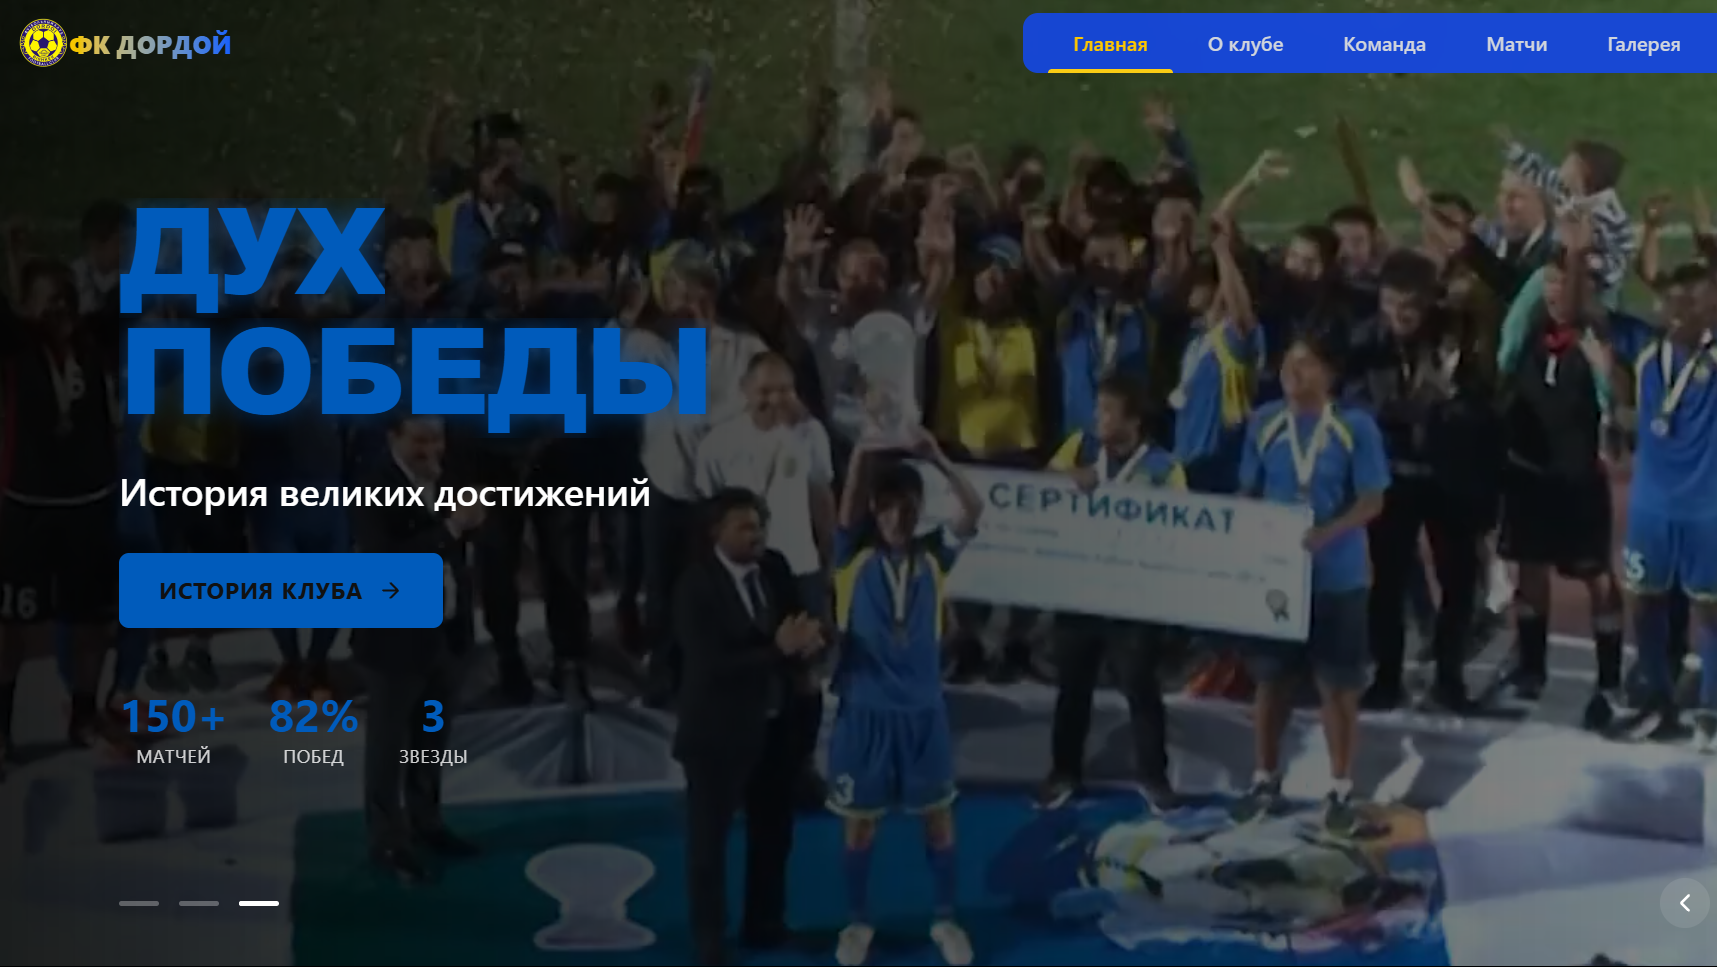 ФК ДОРДОЙ
Главная
О клубе
Команда
Матчи
Галерея
ДУХ
ПОБЕДЫ
История великих достижений
ИСТОРИЯ КЛУБА
150+
82%
3
МАТЧЕЙ
ПОБЕД
ЗВЕЗДЫ
СЕРТИФИКАТ
16
3